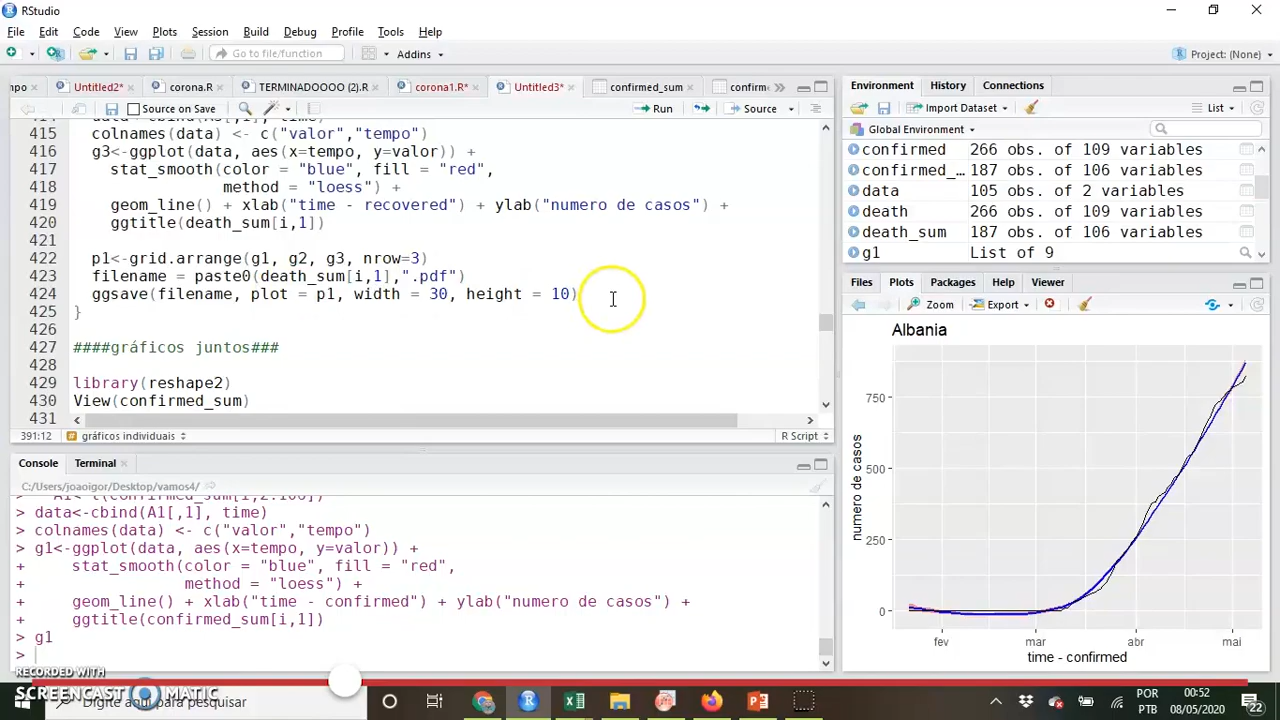 RStudio
File Edit Code View Plots Session Build Debug Profile Tools Help
Go to file/function
Addins
Project: (None)
Untitled2*
corona.R
TERMINADOOOO (2).R
corona1.R*
Untitled3*
confirmed_sum
Source on Save
Run
Source
415 colnames(data) <- c("valor","tempo")
416 g3<-ggplot(data, aes(x=tempo, y=valor)) +
417 stat_smooth(color = "blue", fill = "red",
418 method = "loess") +
419 geom_line() + xlab("time - recovered") + ylab("numero de casos") +
420 ggtitle(death_sum[i,1])
421
422 p1<-grid.arrange(g1, g2, g3, nrow=3)
423 filename = paste0(death_sum[i,1],".pdf")
424 ggsave(filename, plot = p1, width = 30, height = 10)
425 }
426
427 ####gráficos juntos###
428
429 library(reshape2)
430 View(confirmed_sum)
431
391:12 gráficos individuais R Script
Console Terminal
C:/Users/joaoigor/Desktop/vamos4/
> data<-cbind(A1[,1], time)
> colnames(data) <- c("valor","tempo")
> g1<-ggplot(data, aes(x=tempo, y=valor)) +
+ stat_smooth(color = "blue", fill = "red",
+ method = "loess") +
+ geom_line() + xlab("time - confirmed") + ylab("numero de casos") +
+ ggtitle(confirmed_sum[i,1])
> g1
>
Environment History Connections
Import Dataset
List
Global Environment
confirmed 266 obs. of 109 variables
confirmed_… 187 obs. of 106 variables
data 105 obs. of 2 variables
death 266 obs. of 109 variables
death_sum 187 obs. of 106 variables
g1 List of 9
Files Plots Packages Help Viewer
Zoom Export
Albania
numero de casos
750
500
250
0
fev mar abr mai
time - confirmed
RECORDED WITH
SCREENCAST MATIC
Digite aqui para pesquisar
POR
PTB
00:52
08/05/2020
22